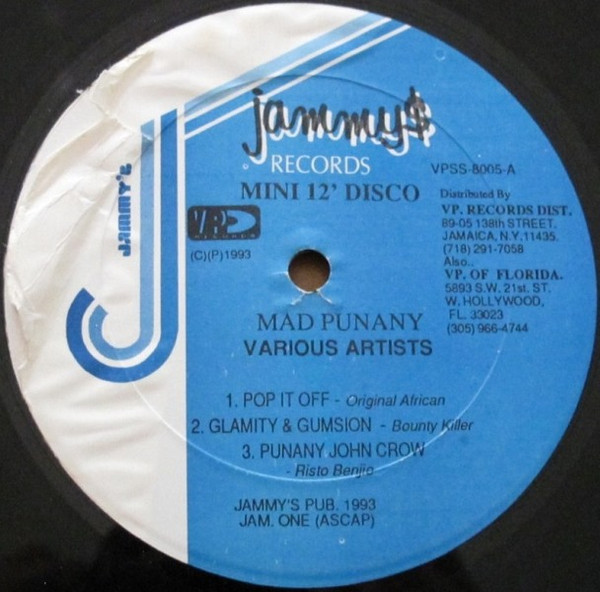 jammy$
RECORDS
VPSS-8005-A
MINI 12' DISCO
JAMMY'S
VP
RECORDS
(C)(P)1993
Distributed By
VP. RECORDS DIST.
89-05 138th STREET.
JAMAICA, N.Y,11435.
(718) 291-7058
Also..
VP. OF FLORIDA.
5893 S.W. 21st. ST.
W. HOLLYWOOD,
FL. 33023
(305) 966-4744
MAD PUNANY
VARIOUS ARTISTS
1. POP IT OFF - Original African
2. GLAMITY & GUMSION - Bounty Killer
3. PUNANY JOHN CROW
- Risto Benjie
JAMMY'S PUB. 1993
JAM. ONE (ASCAP)